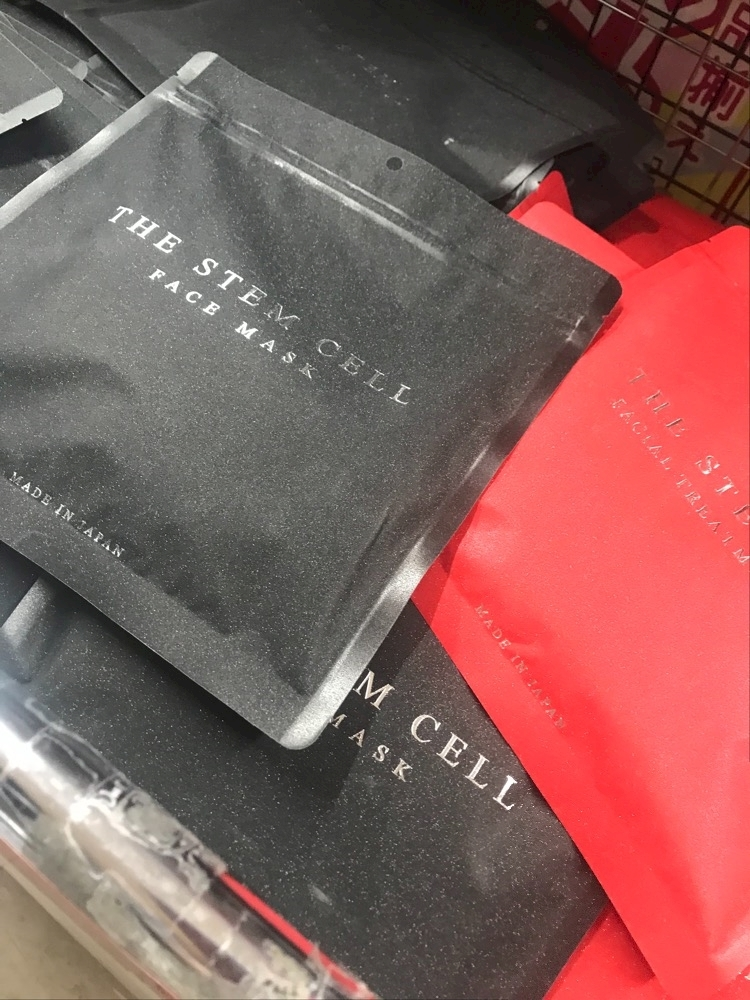 THE STEM CELL
FACE MASK
MADE IN JAPAN
THE STE
FACIAL TREATM
MADE IN JAPAN
M CELL
MASK